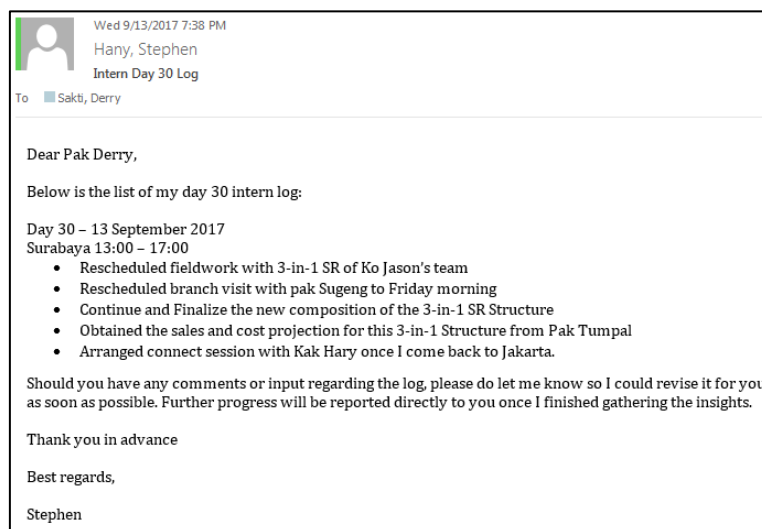 Wed 9/13/2017 7:38 PM
Hany, Stephen
Intern Day 30 Log
To Sakti, Derry
Dear Pak Derry,
Below is the list of my day 30 intern log:
Day 30 – 13 September 2017
Surabaya 13:00 – 17:00
• Rescheduled fieldwork with 3-in-1 SR of Ko Jason's team
• Rescheduled branch visit with pak Sugeng to Friday morning
• Continue and Finalize the new composition of the 3-in-1 SR Structure
• Obtained the sales and cost projection for this 3-in-1 Structure from Pak Tumpal
• Arranged connect session with Kak Hary once I come back to Jakarta.
Should you have any comments or input regarding the log, please do let me know so I could revise it for you
as soon as possible. Further progress will be reported directly to you once I finished gathering the insights.
Thank you in advance
Best regards,
Stephen